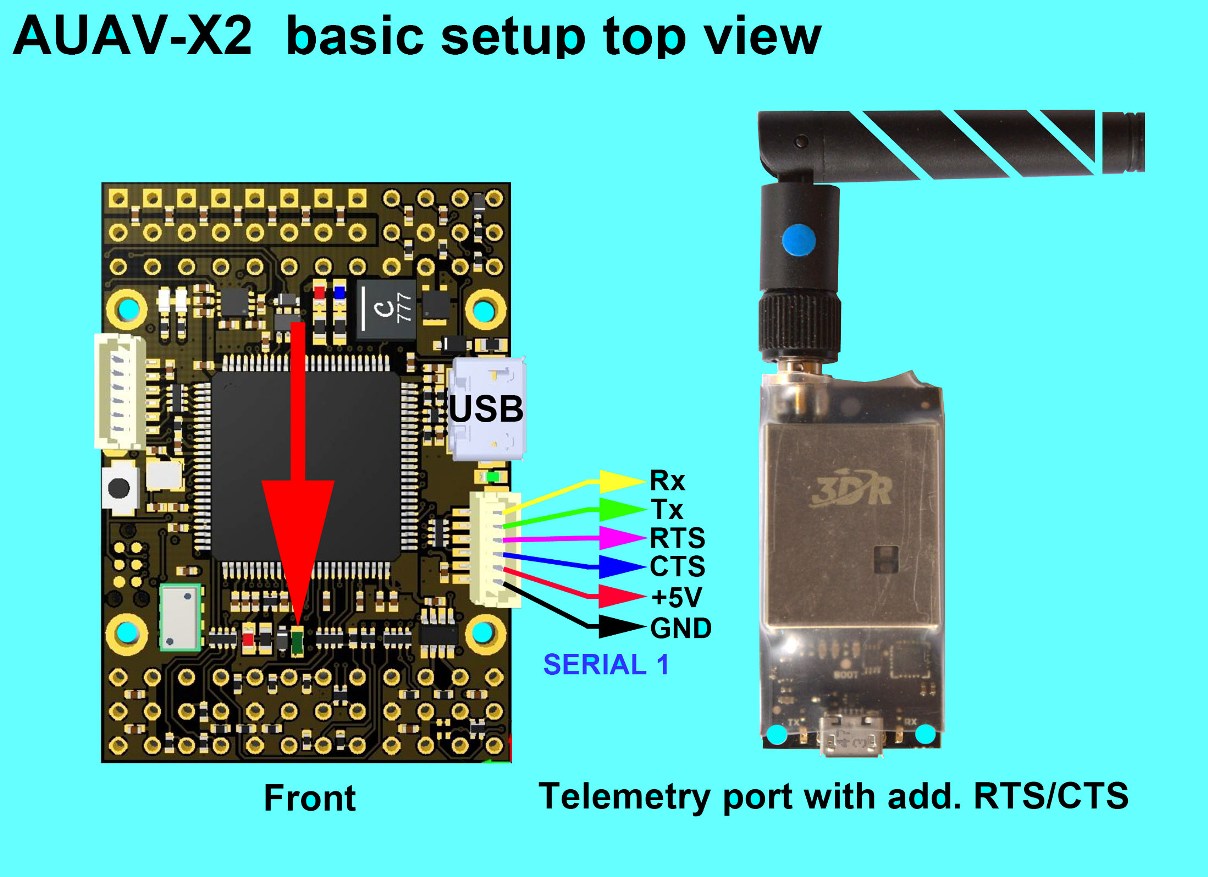 AUAV-X2 basic setup top view
C
777
USB
Rx
Tx
RTS
CTS
+5V
GND
SERIAL 1
3DR
TX
RX
Front
Telemetry port with add. RTS/CTS